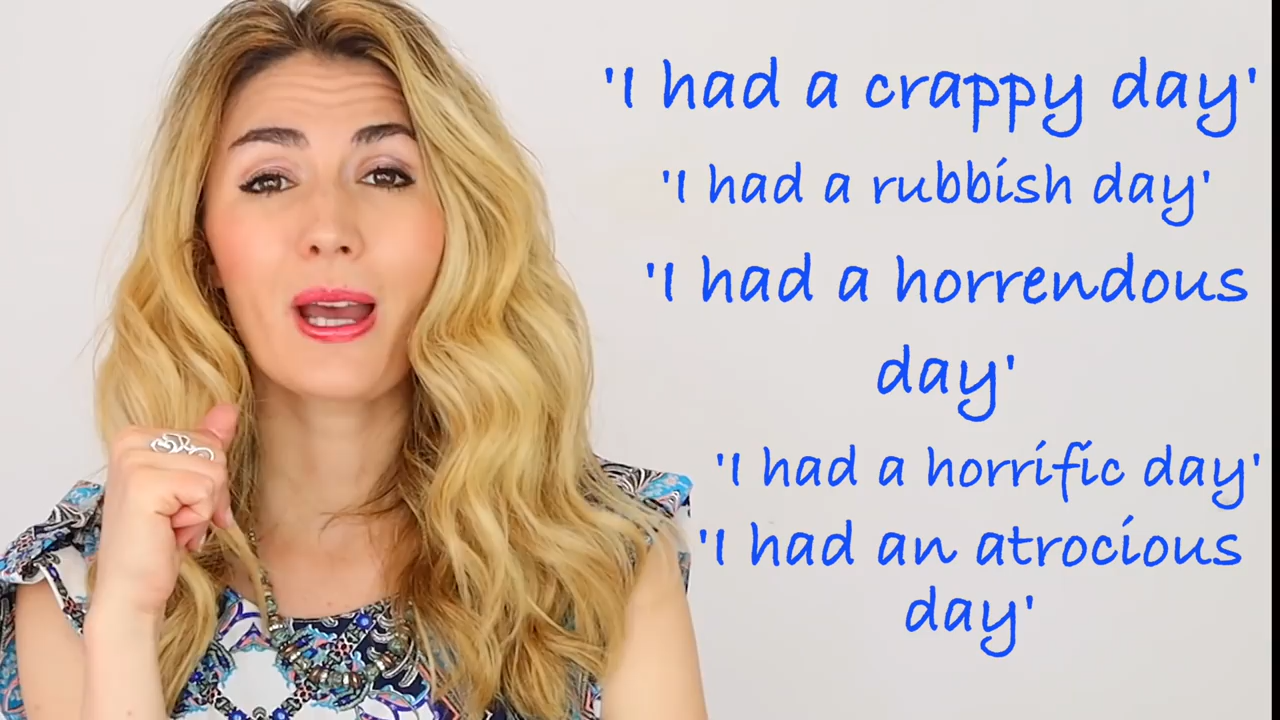 'I had a crappy day'
'I had a rubbish day'
'I had a horrendous
day'
'I had a horrific day'
'I had an atrocious
day'